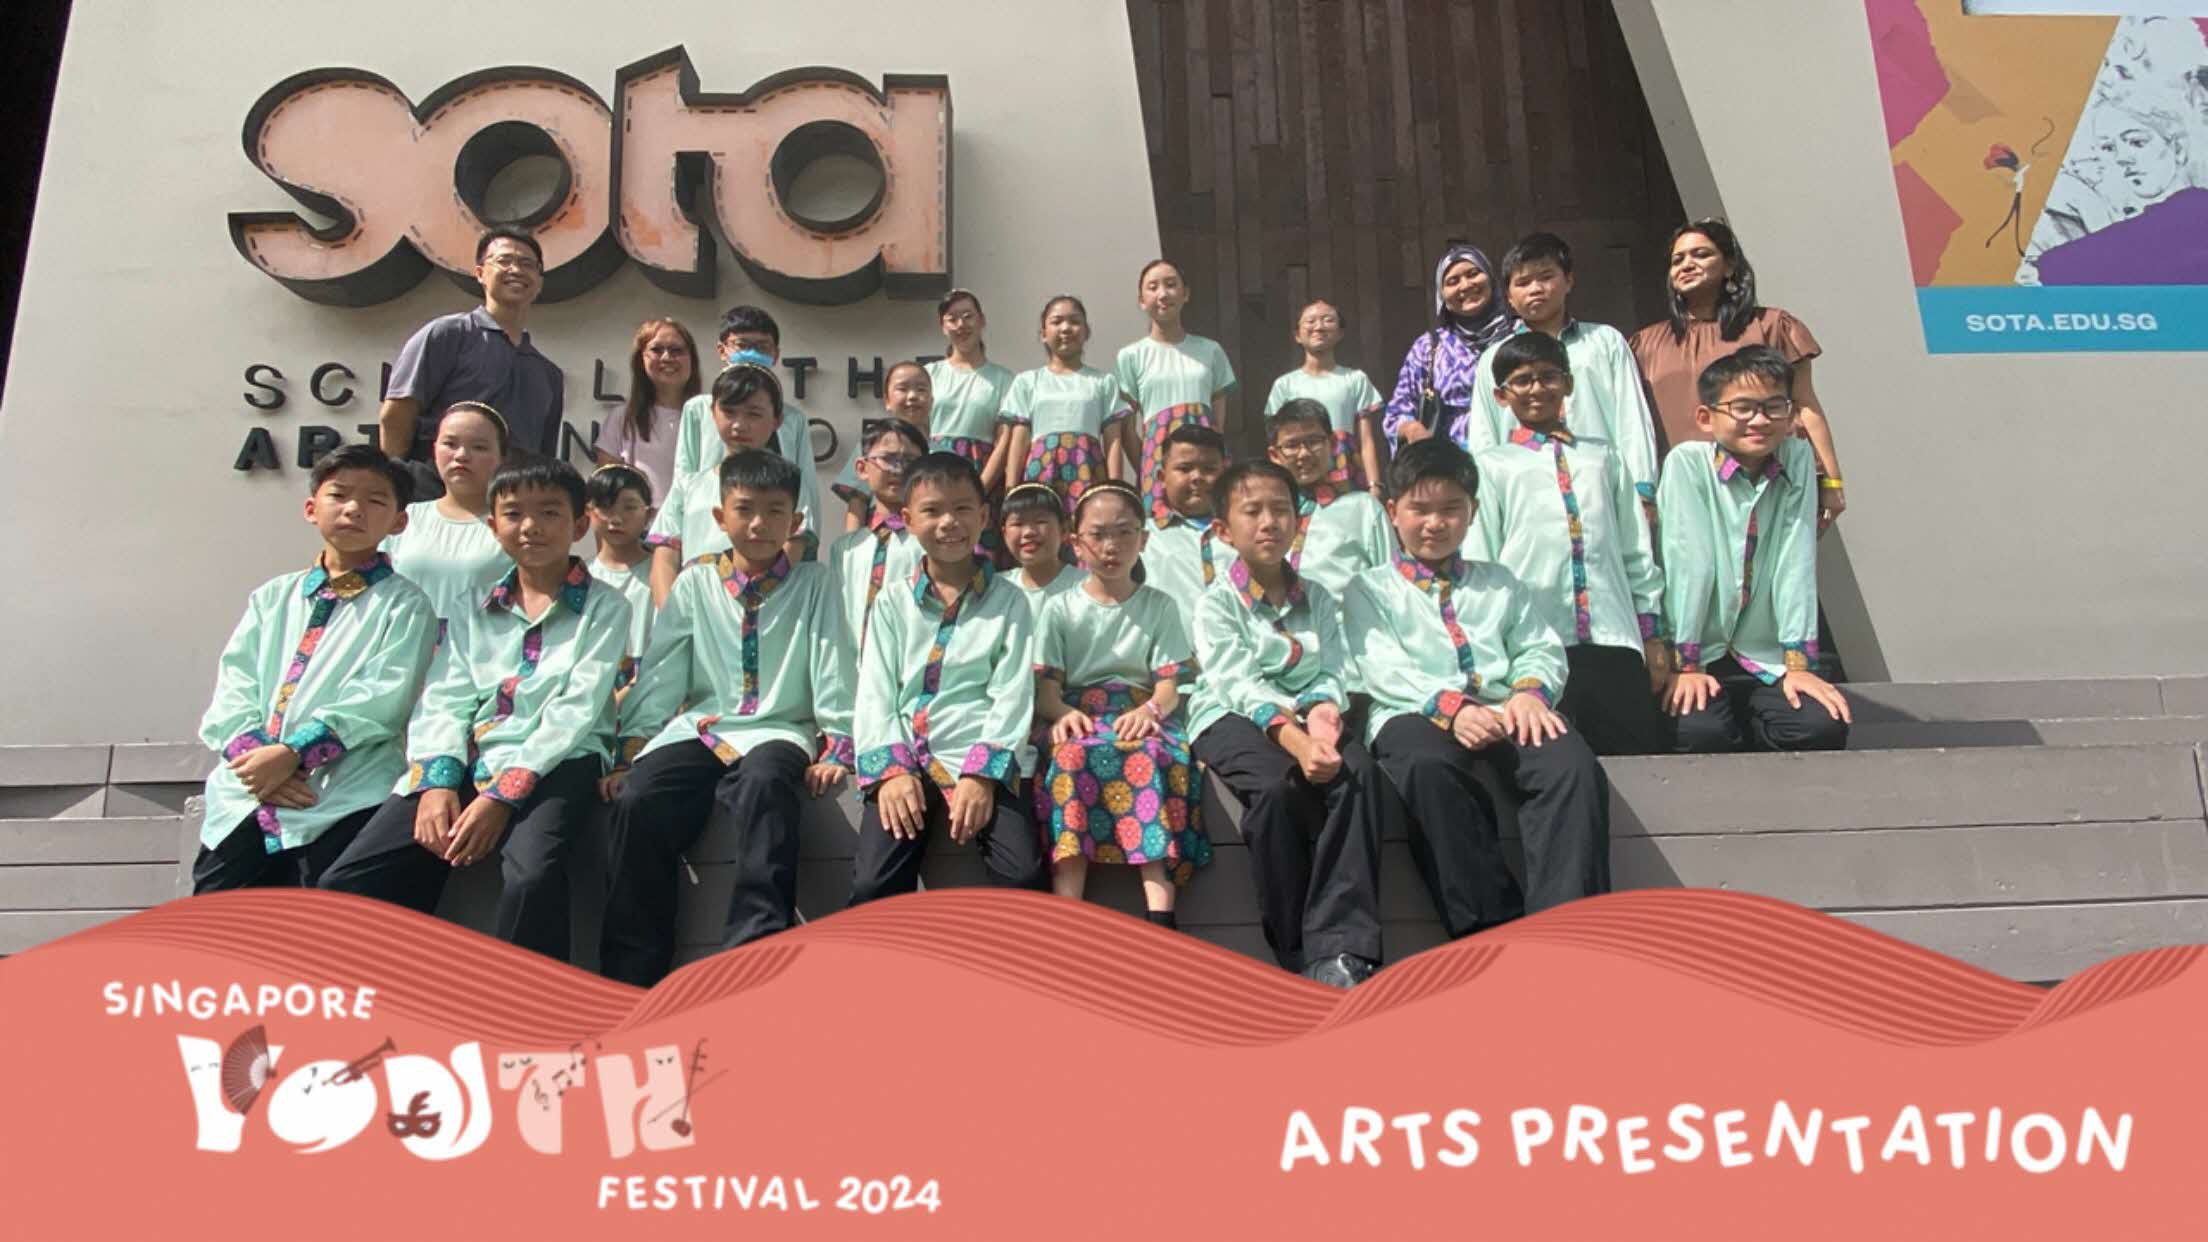 sota
SOTA.EDU.SG
SINGAPORE
YOUTH
FESTIVAL 2024
ARTS PRESENTATION